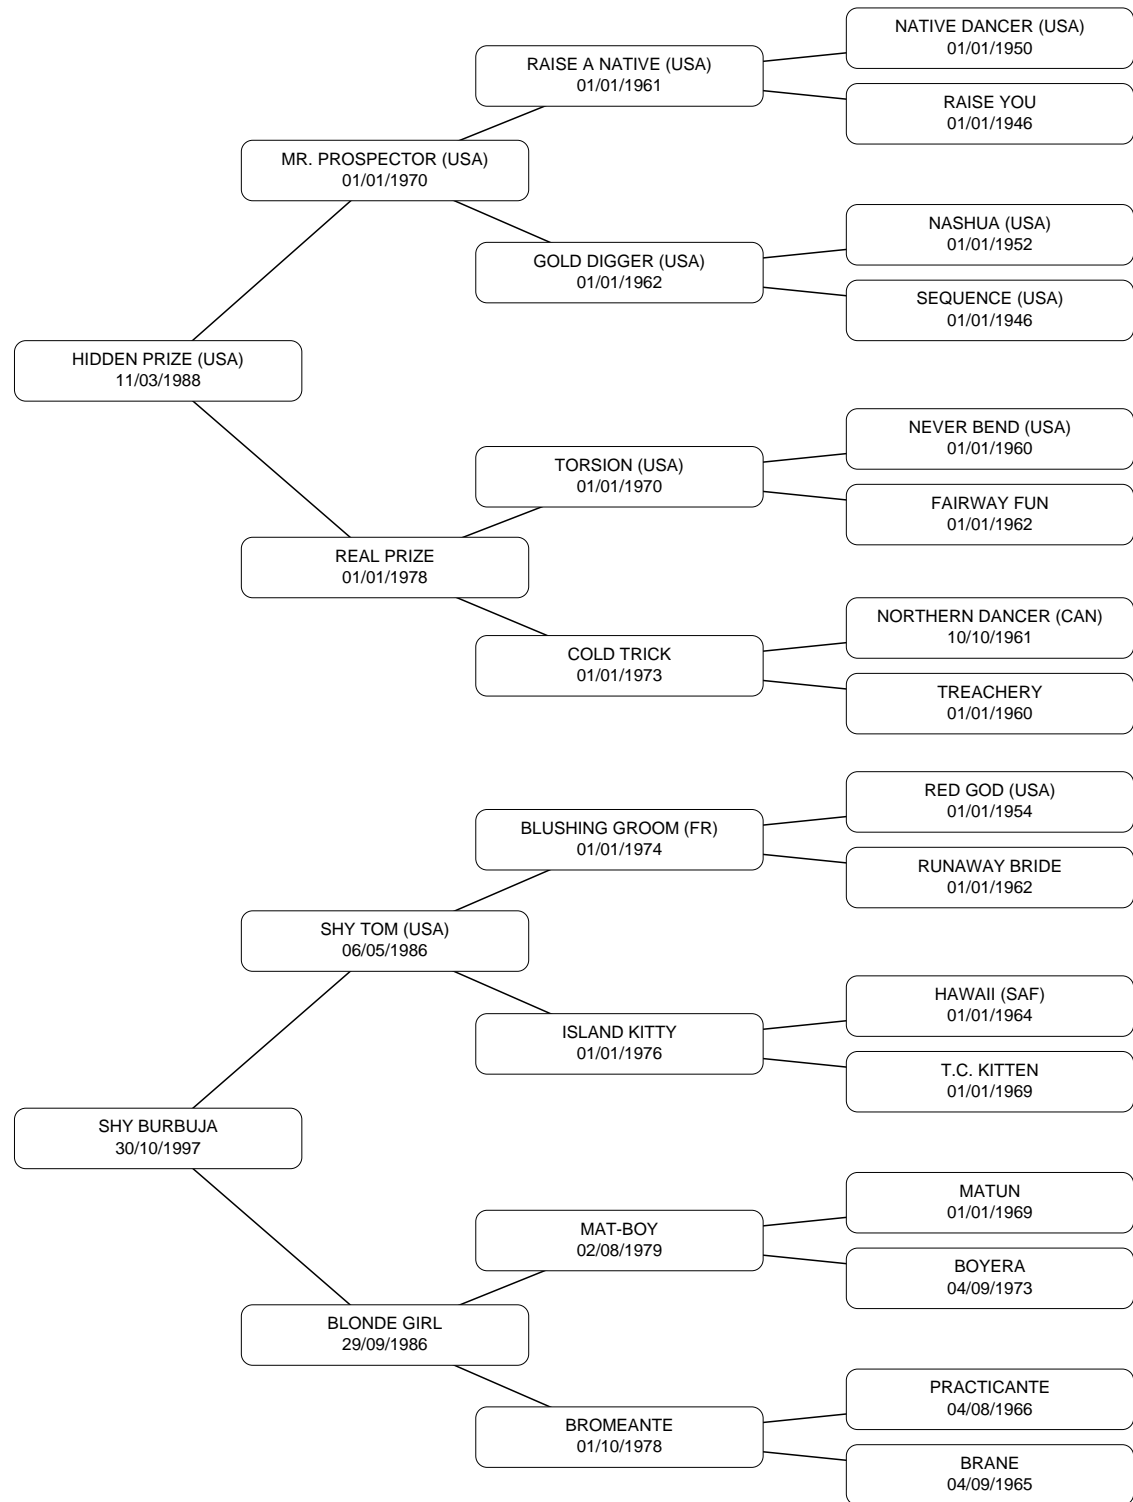 NATIVE DANCER (USA)
01/01/1950
RAISE A NATIVE (USA)
01/01/1961
RAISE YOU
01/01/1946
MR. PROSPECTOR (USA)
01/01/1970
NASHUA (USA)
01/01/1952
GOLD DIGGER (USA)
01/01/1962
SEQUENCE (USA)
01/01/1946
HIDDEN PRIZE (USA)
11/03/1988
NEVER BEND (USA)
01/01/1960
TORSION (USA)
01/01/1970
FAIRWAY FUN
01/01/1962
REAL PRIZE
01/01/1978
NORTHERN DANCER (CAN)
10/10/1961
COLD TRICK
01/01/1973
TREACHERY
01/01/1960
RED GOD (USA)
01/01/1954
BLUSHING GROOM (FR)
01/01/1974
RUNAWAY BRIDE
01/01/1962
SHY TOM (USA)
06/05/1986
HAWAII (SAF)
01/01/1964
ISLAND KITTY
01/01/1976
T.C. KITTEN
01/01/1969
SHY BURBUJA
30/10/1997
MATUN
01/01/1969
MAT-BOY
02/08/1979
BOYERA
04/09/1973
BLONDE GIRL
29/09/1986
PRACTICANTE
04/08/1966
BROMEANTE
01/10/1978
BRANE
04/09/1965